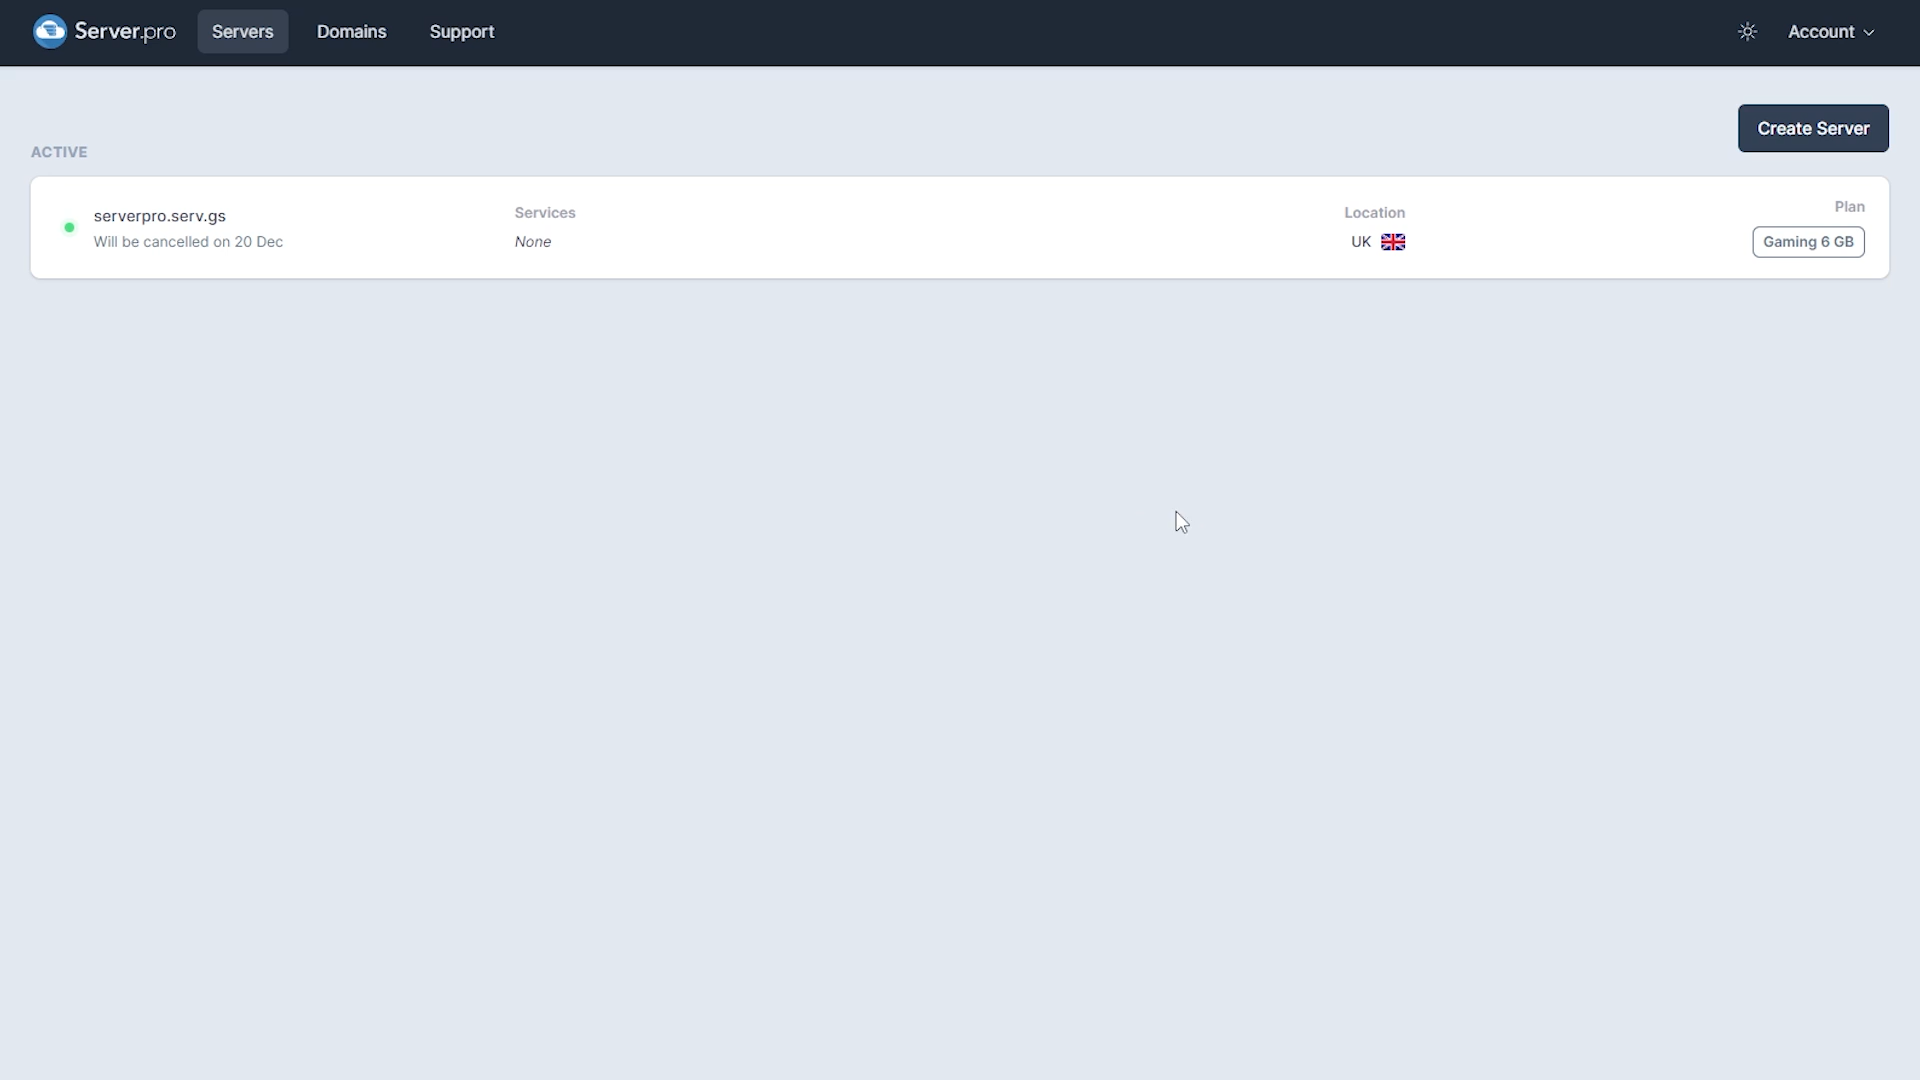 Server.pro Servers Domains Support Account
Create Server
ACTIVE
serverpro.serv.gs Services Location Plan
Will be cancelled on 20 Dec None UK Gaming 6 GB